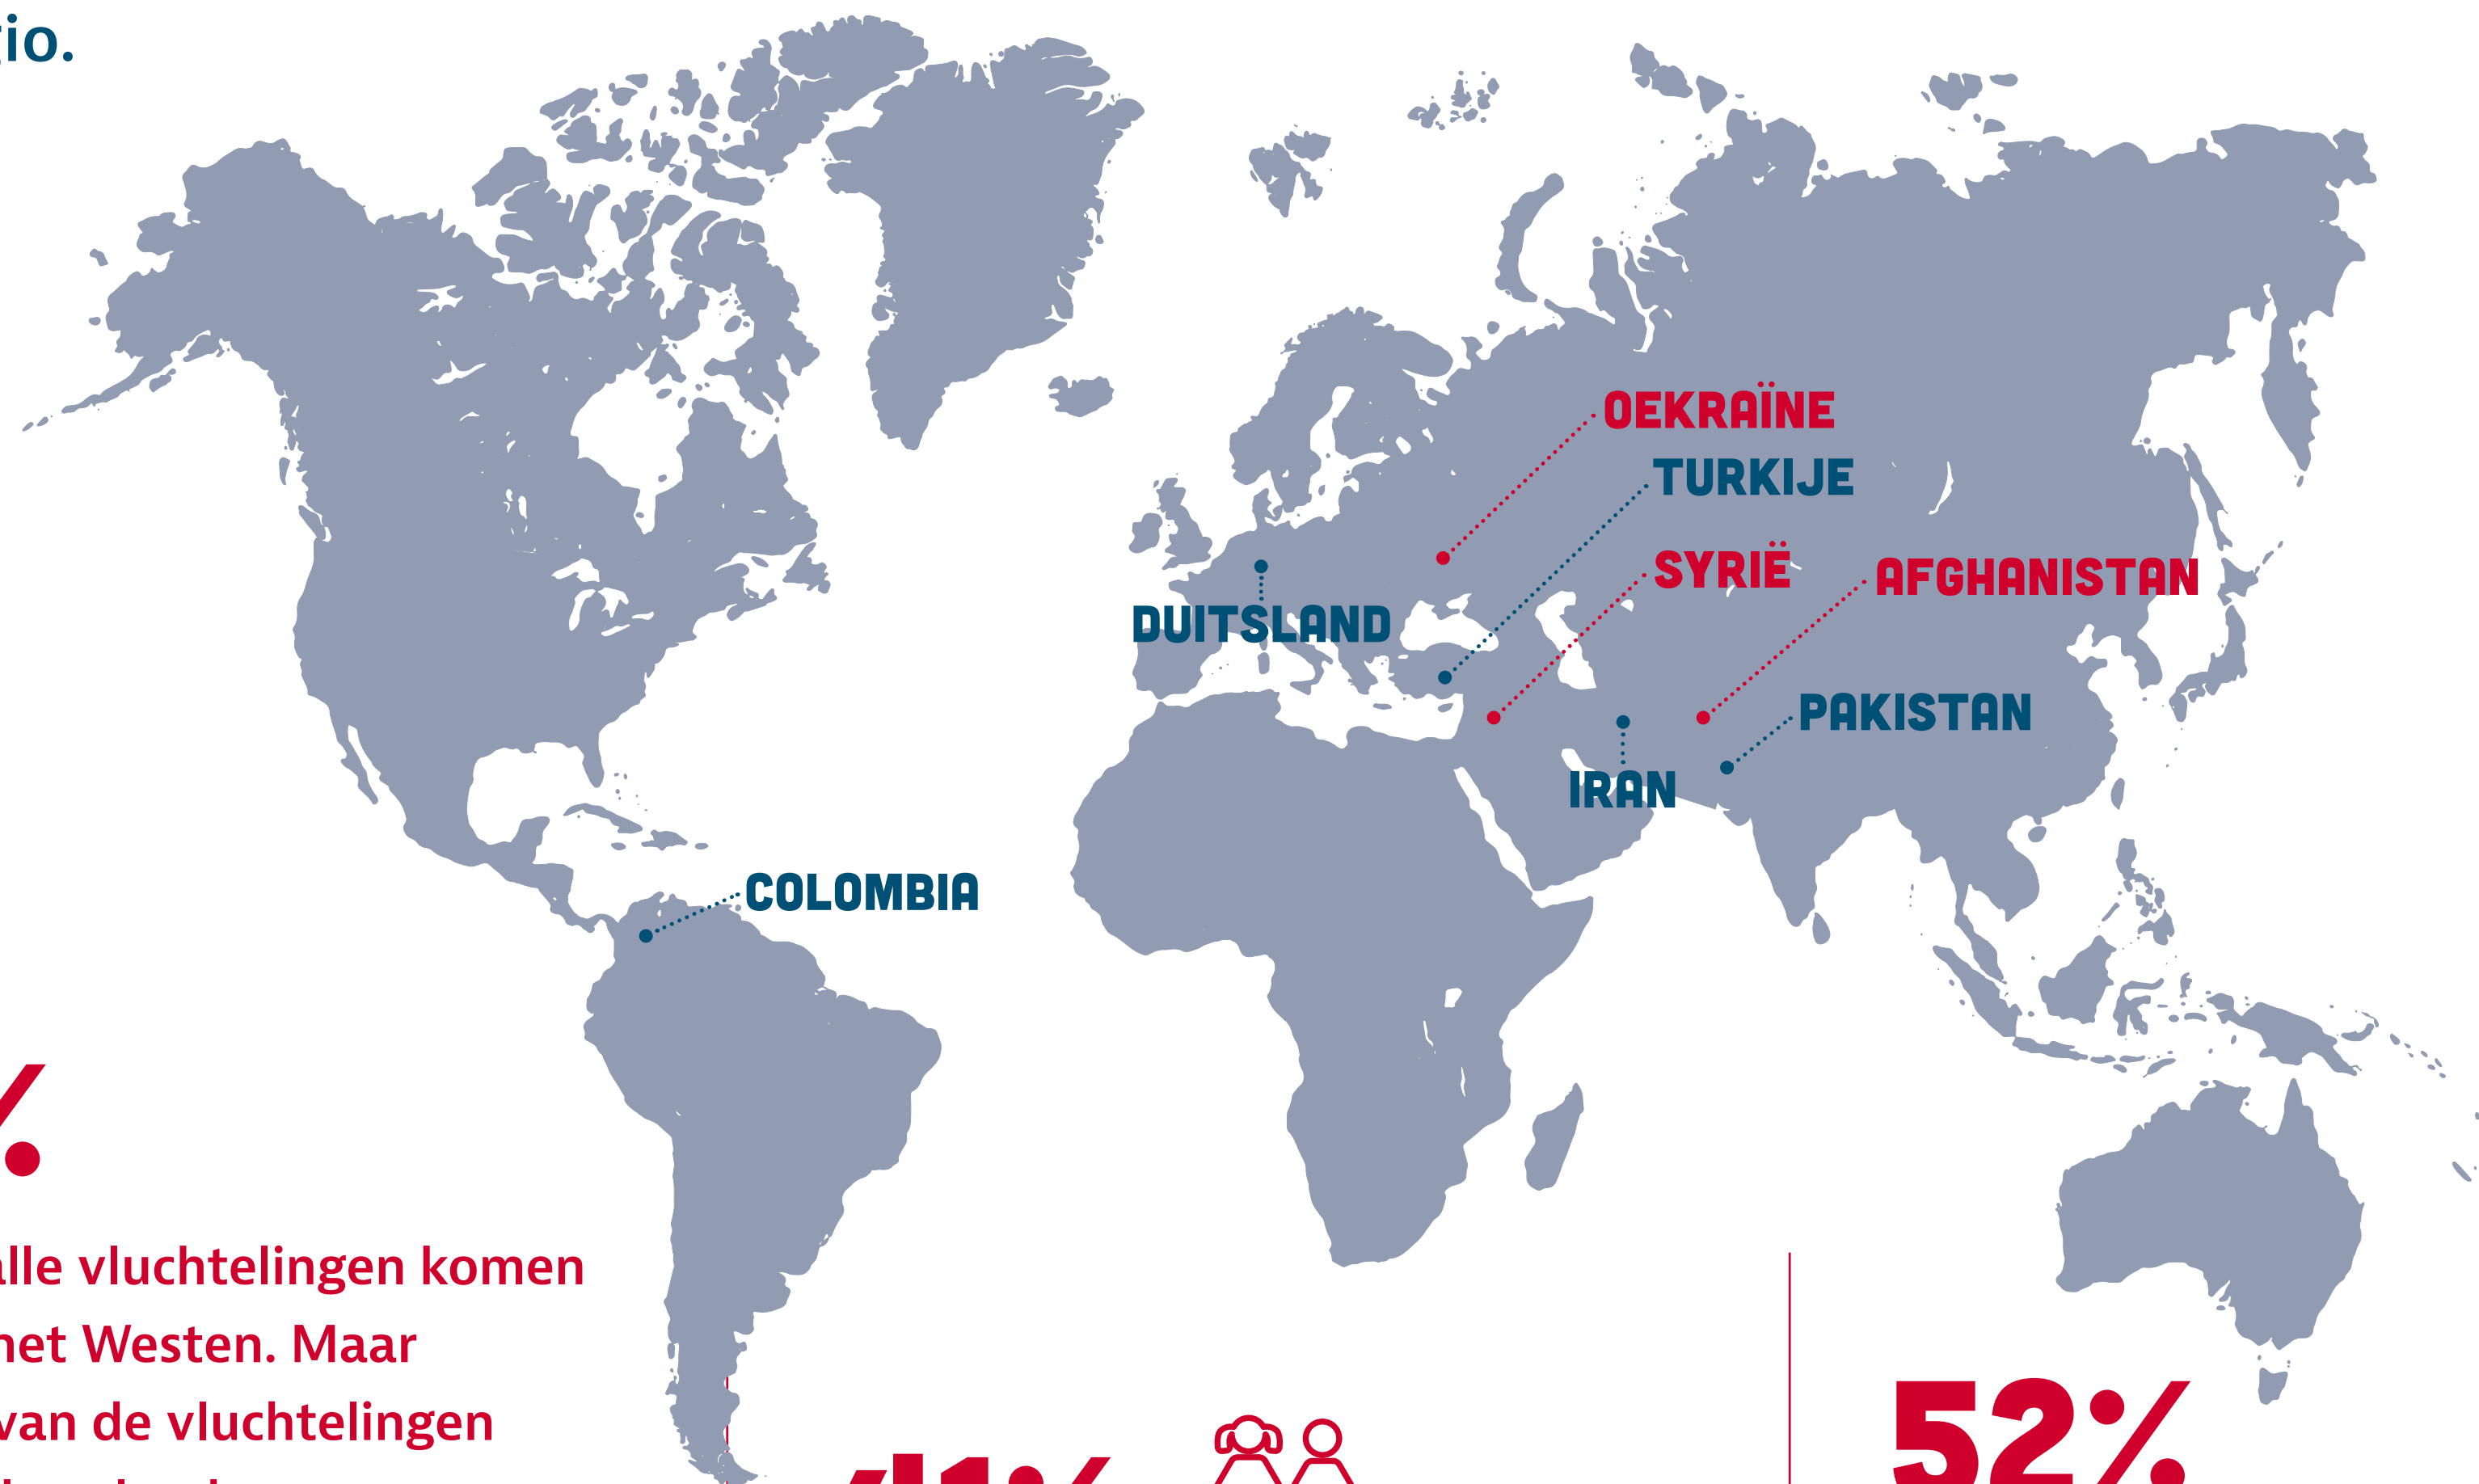 io.
OEKRAÏNE
TURKIJE
SYRIË
AFGHANISTAN
DUITSLAND
PAKISTAN
IRAN
COLOMBIA
%
alle vluchtelingen komen
het Westen. Maar
van de vluchtelingen
41%
52%